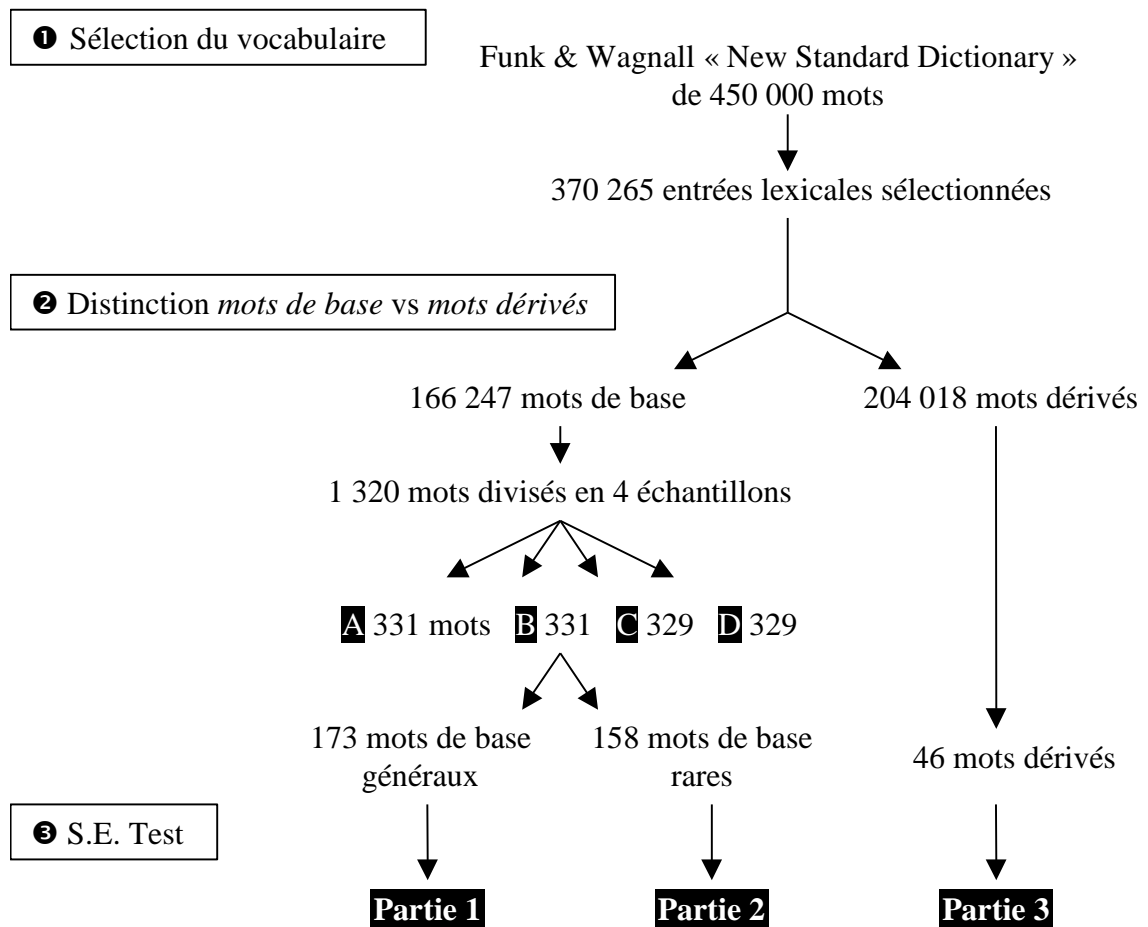 ❶ Sélection du vocabulaire
Funk & Wagnall « New Standard Dictionary »
de 450 000 mots
370 265 entrées lexicales sélectionnées
❷ Distinction mots de base vs mots dérivés
166 247 mots de base
204 018 mots dérivés
1 320 mots divisés en 4 échantillons
A 331 mots B 331 C 329 D 329
173 mots de base
généraux
158 mots de base
rares
46 mots dérivés
❸ S.E. Test
Partie 1
Partie 2
Partie 3